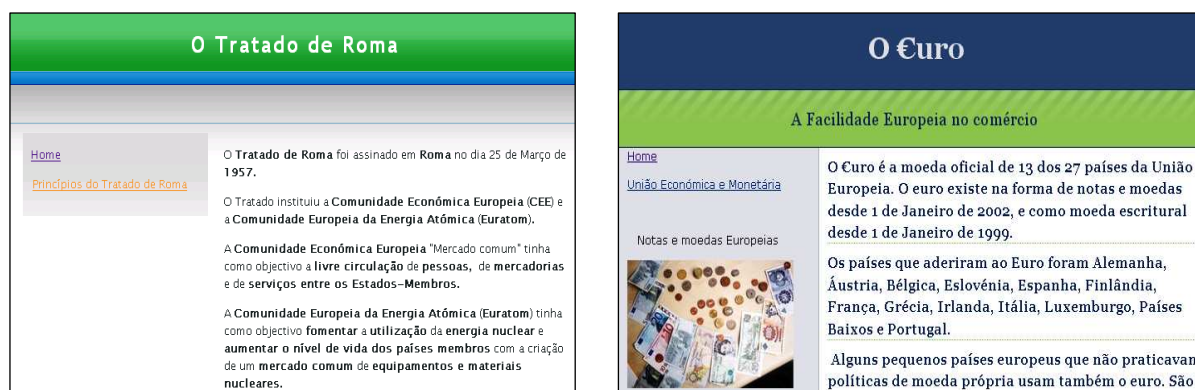 O Tratado de Roma
Home
Princípios do Tratado de Roma
O Tratado de Roma foi assinado em Roma no dia 25 de Março de
1957.
O Tratado instituiu a Comunidade Económica Europeia (CEE) e
a Comunidade Europeia da Energia Atómica (Euratom).
A Comunidade Económica Europeia "Mercado comum" tinha
como objectivo a livre circulação de pessoas, de mercadorias
e de serviços entre os Estados-Membros.
A Comunidade Europeia da Energia Atómica (Euratom) tinha
como objectivo fomentar a utilização da energia nuclear e
aumentar o nível de vida dos países membros com a criação
de um mercado comum de equipamentos e materiais
nucleares.
O €uro
A Facilidade Europeia no comércio
Home
União Económica e Monetária
Notas e moedas Europeias
O €uro é a moeda oficial de 13 dos 27 países da União
Europeia. O euro existe na forma de notas e moedas
desde 1 de Janeiro de 2002, e como moeda escritural
desde 1 de Janeiro de 1999.
Os países que aderiram ao Euro foram Alemanha,
Áustria, Bélgica, Eslovénia, Espanha, Finlândia,
França, Grécia, Irlanda, Itália, Luxemburgo, Países
Baixos e Portugal.
Alguns pequenos países europeus que não praticavam
políticas de moeda própria usam também o euro. São